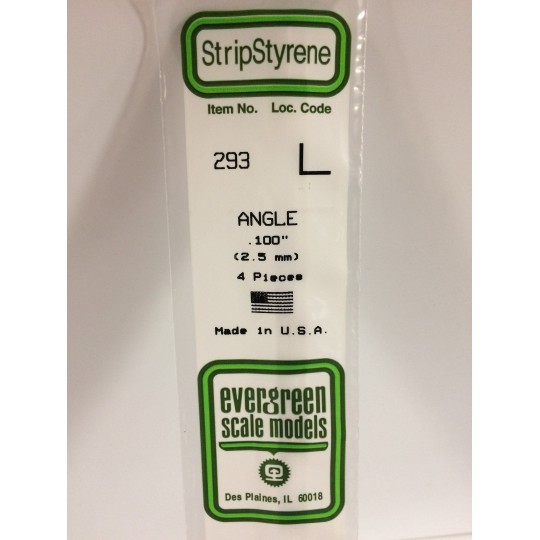 StripStyrene
Item No. Loc. Code
293 L
ANGLE
.100"
(2.5 mm)
4 Pieces
Made in U.S.A.
evergreen
scale models
Des Plaines, IL 60018